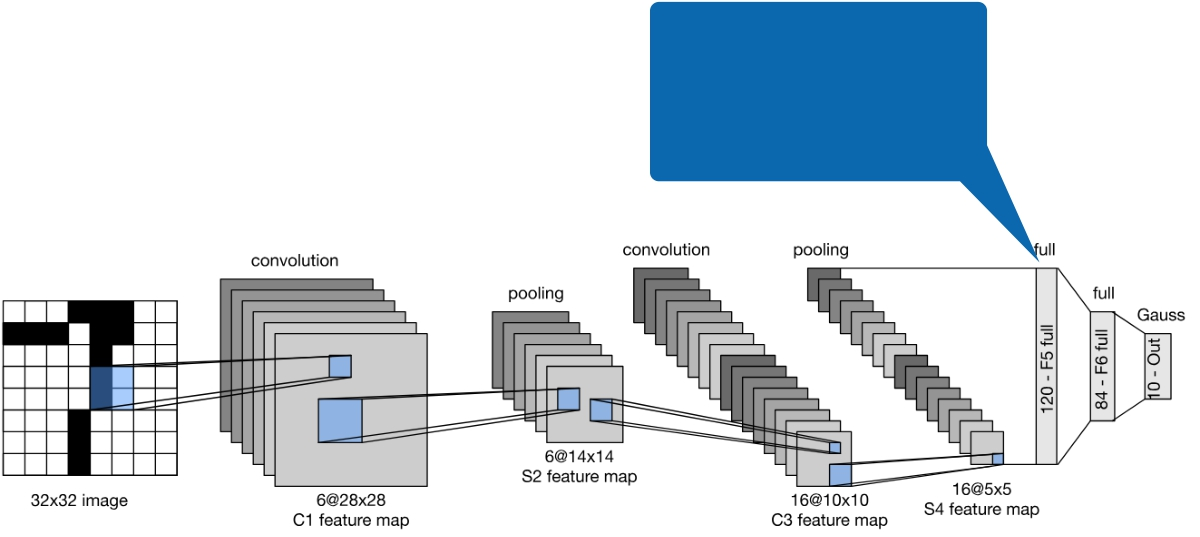 convolution
pooling
convolution
pooling
full
full
Gauss
120 - F5 full
84 - F6 full
10 - Out
32x32 image
6@28x28
C1 feature map
6@14x14
S2 feature map
16@10x10
C3 feature map
16@5x5
S4 feature map